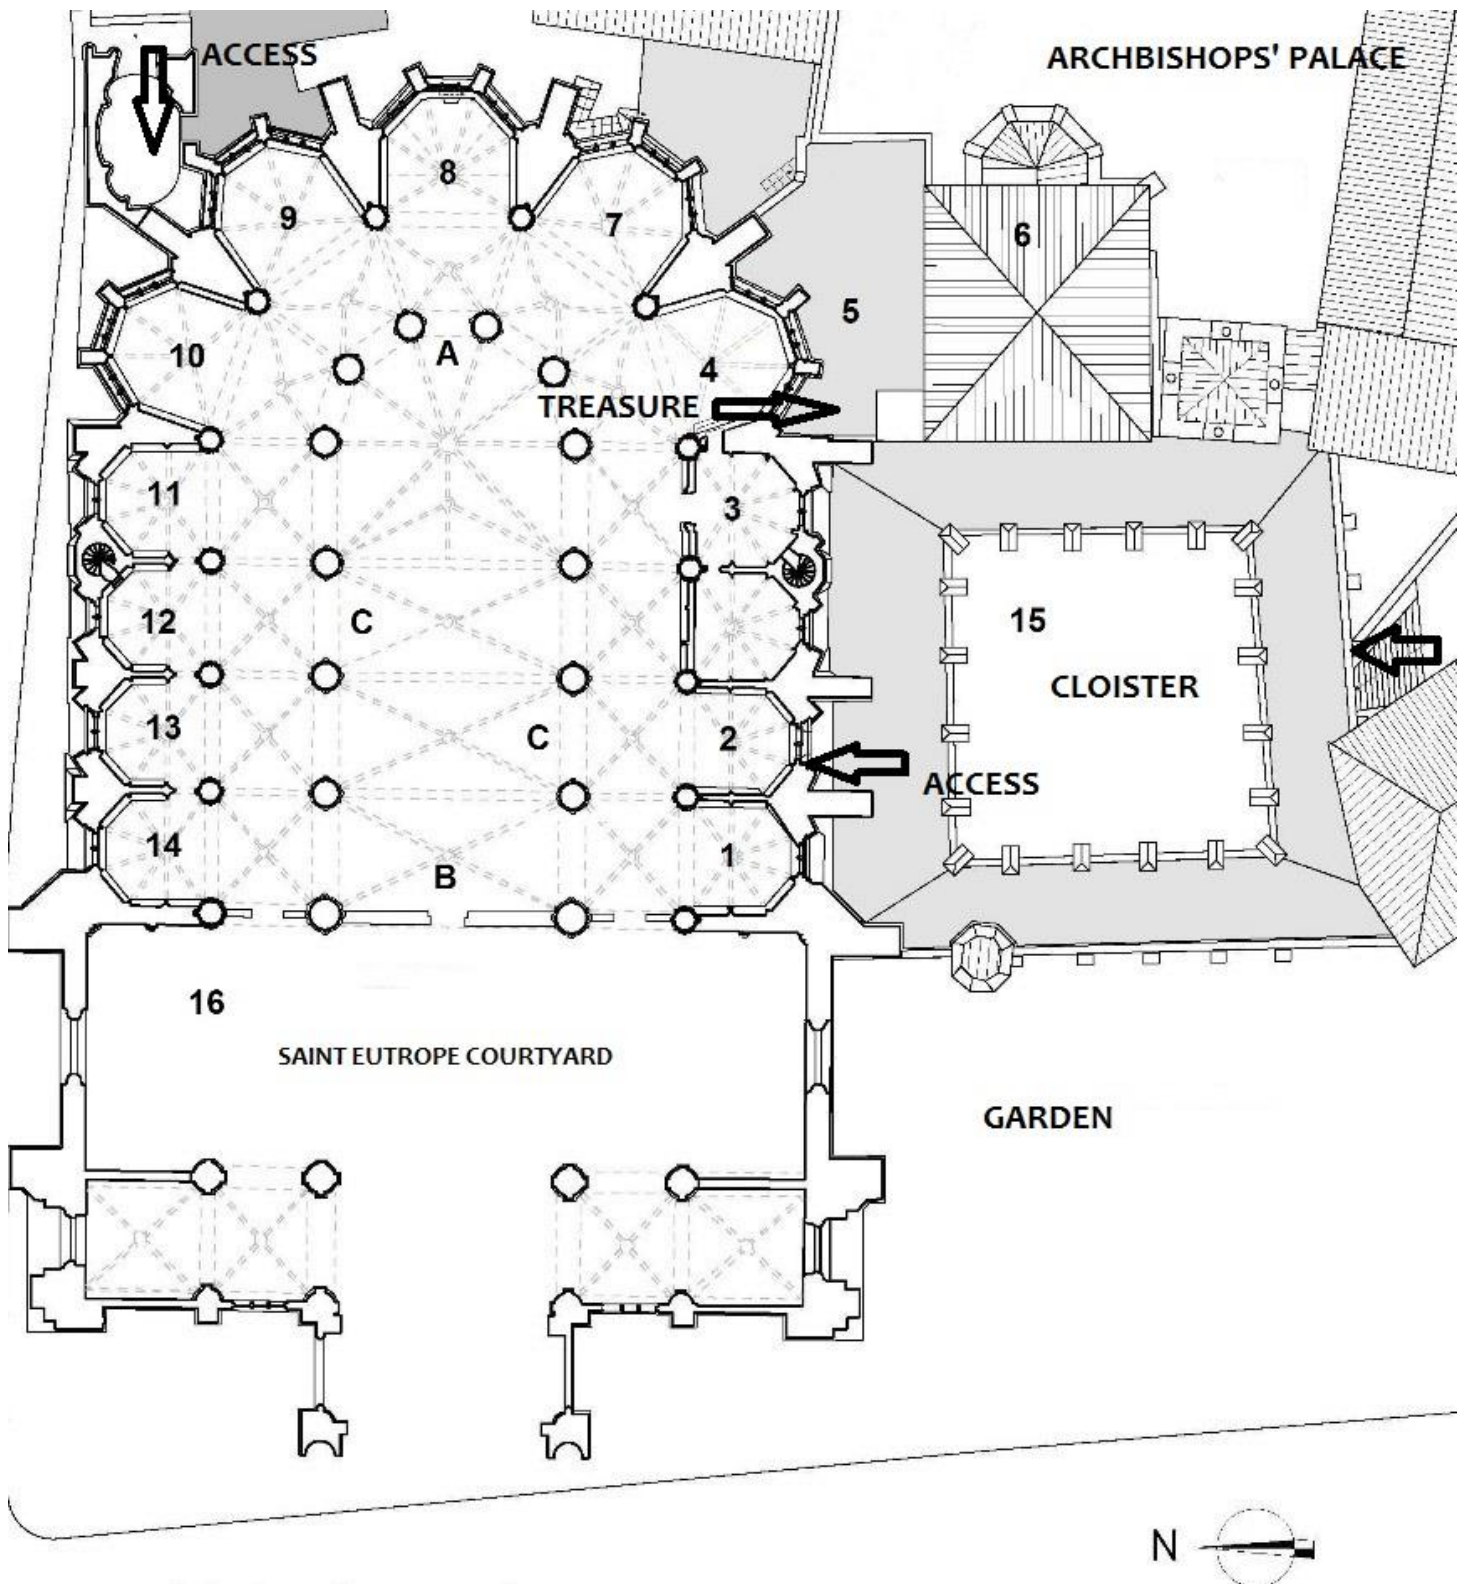 ACCESS
ARCHBISHOPS' PALACE
8
9
7
6
5
10
A
4
TREASURE
11
3
12
C
15
CLOISTER
13
C
2
ACCESS
14
1
B
16
SAINT EUTROPE COURTYARD
GARDEN
N